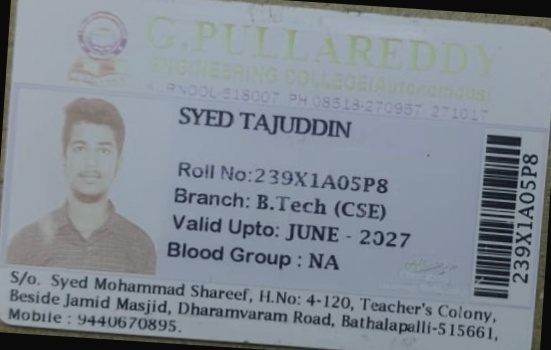 G.PULLAREDDY
ENGINEERING COLLEGE(Autonomous)
KURNOOL-518007. PH 08518-270957, 271017
SYED TAJUDDIN
Roll No:239X1A05P8
Branch: B.Tech (CSE)
Valid Upto: JUNE - 2027
Blood Group : NA
239X1A05P8
S/o. Syed Mohammad Shareef, H.No: 4-120, Teacher's Colony,
Beside Jamid Masjid, Dharamvaram Road, Bathalapalli-515661,
Mobile : 9440670895.